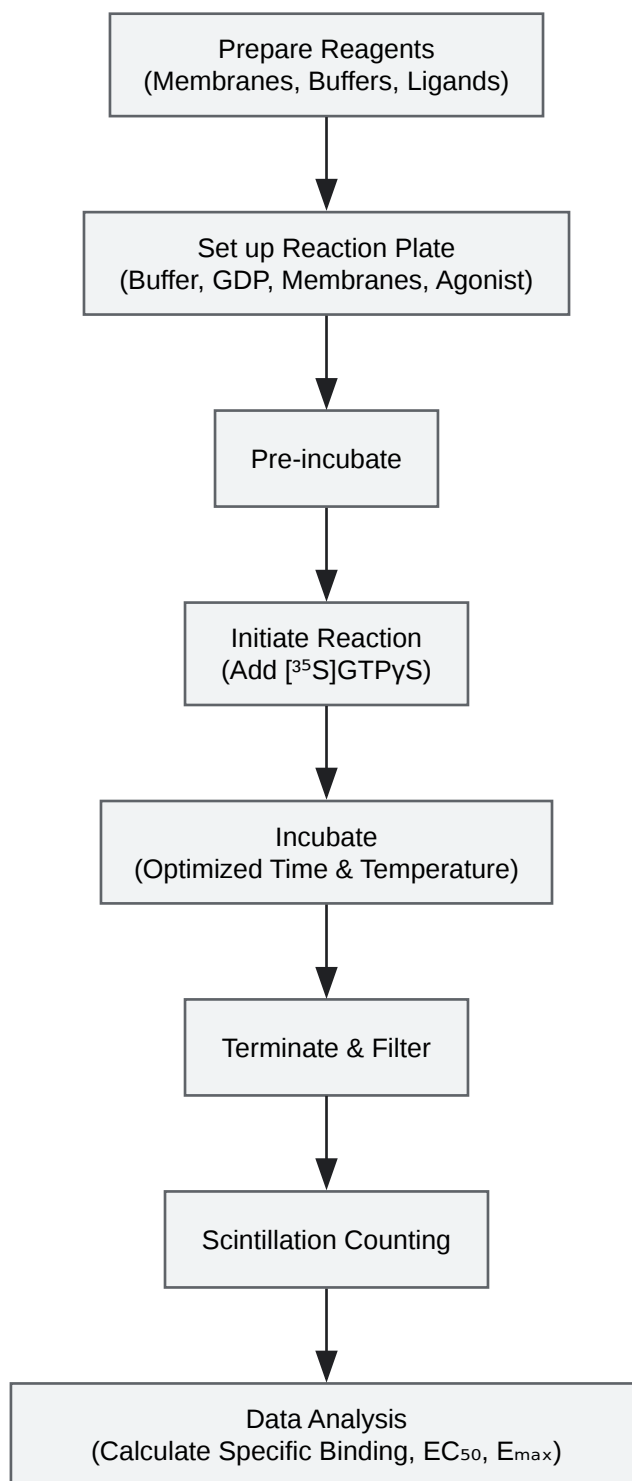 Prepare Reagents
(Membranes, Buffers, Ligands)
Set up Reaction Plate
(Buffer, GDP, Membranes, Agonist)
Pre-incubate
Initiate Reaction
(Add [³⁵S]GTPγS)
Incubate
(Optimized Time & Temperature)
Terminate & Filter
Scintillation Counting
Data Analysis
(Calculate Specific Binding, EC₅₀, Eₘₐₓ)